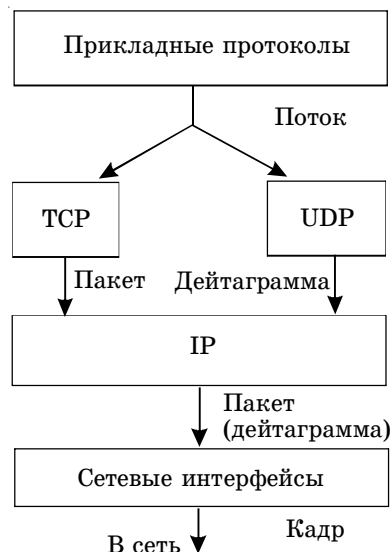 Прикладные протоколы
Поток
TCP
UDP
Пакет
Дейтаграмма
IP
Пакет
(дейтаграмма)
Сетевые интерфейсы
Кадр
В сеть